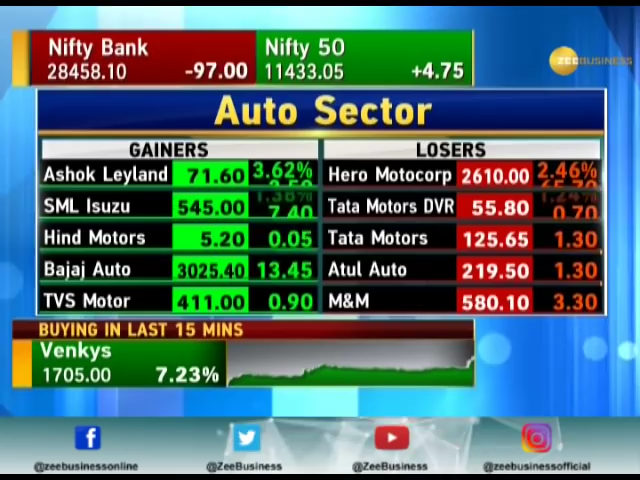 Nifty Bank
28458.10 -97.00
Nifty 50
11433.05 +4.75
ZEEBUSINESS
Auto Sector
GAINERS
Ashok Leyland 71.60 3.62%
SML Isuzu 545.00 7.40
Hind Motors 5.20 0.05
Bajaj Auto 3025.40 13.45
TVS Motor 411.00 0.90
LOSERS
Hero Motocorp 2610.00 2.46%
Tata Motors DVR 55.80 0.70
Tata Motors 125.65 1.30
Atul Auto 219.50 1.30
M&M 580.10 3.30
BUYING IN LAST 15 MINS
Venkys
1705.00 7.23%
@zeebusinessonline
@ZeeBusiness
@ZeeBusiness
@zeebusinessofficial